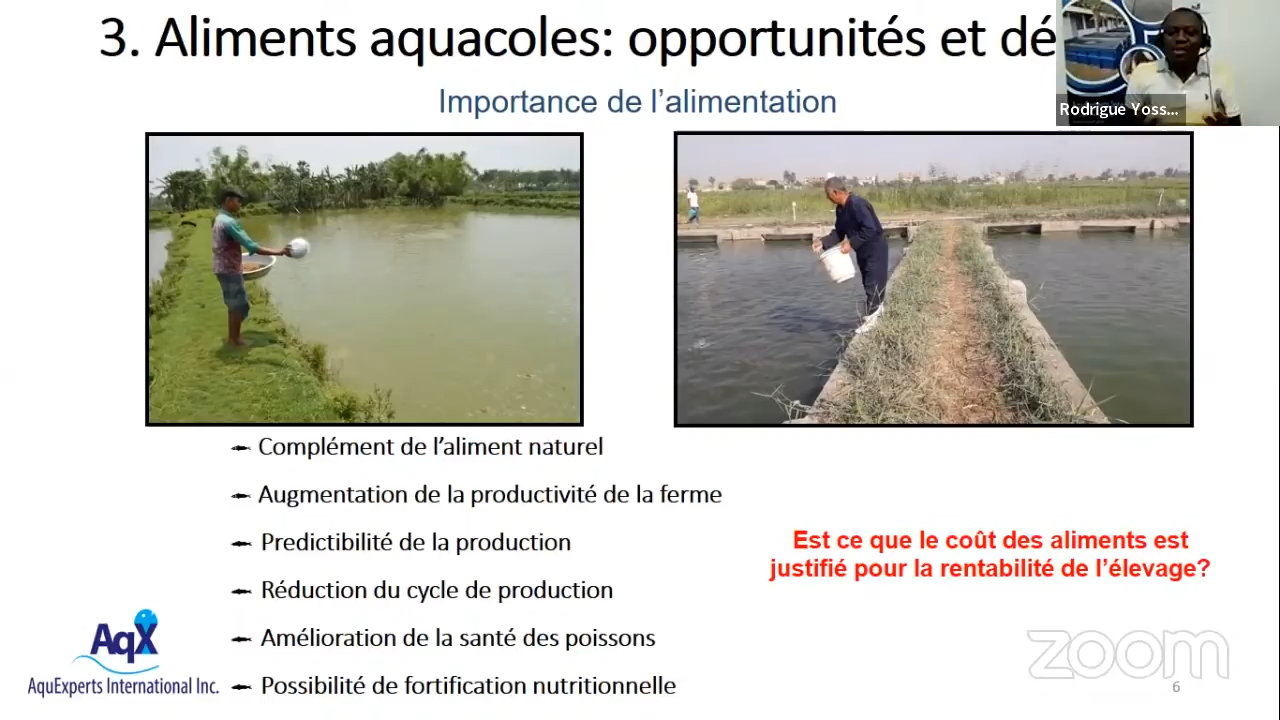 3. Aliments aquacoles: opportunités et dé
Rodrigue Yoss...
Importance de l'alimentation
Complément de l'aliment naturel
Augmentation de la productivité de la ferme
Predictibilité de la production
Réduction du cycle de production
Amélioration de la santé des poissons
Possibilité de fortification nutritionnelle
Est ce que le coût des aliments est
justifié pour la rentabilité de l'élevage?
AqX
AquExperts International Inc.
zoom
6